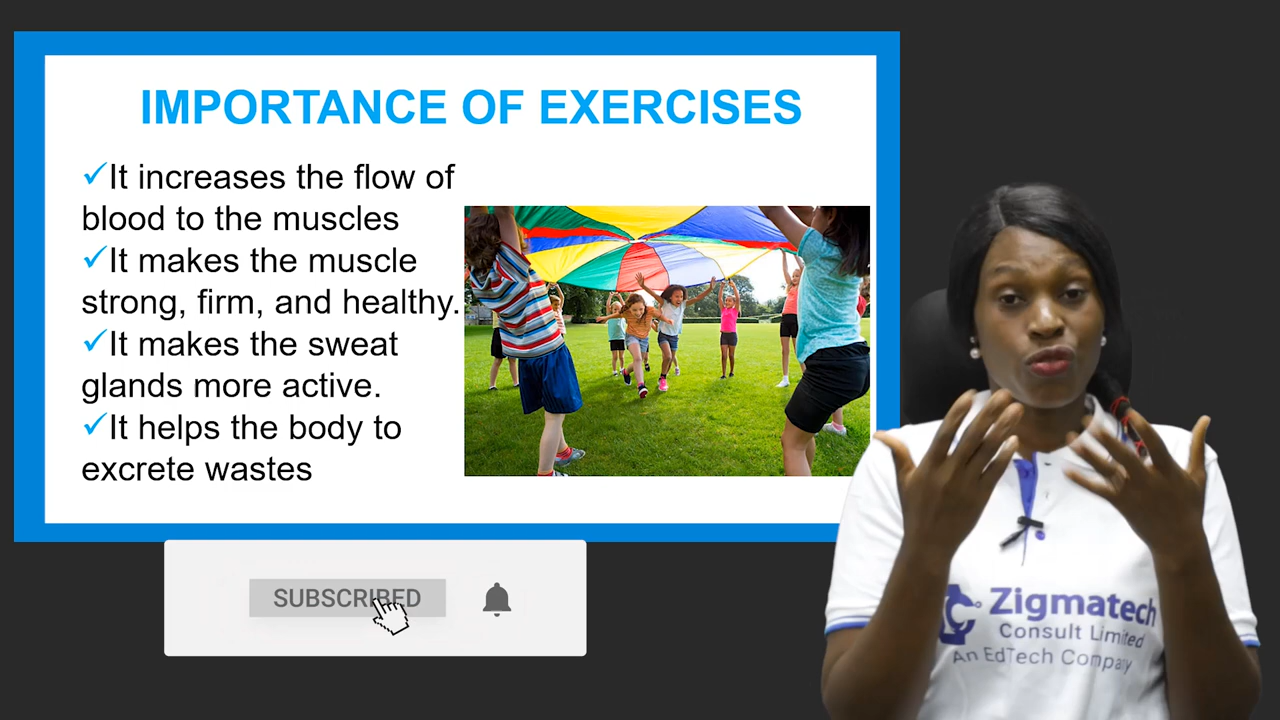 IMPORTANCE OF EXERCISES
✓It increases the flow of
blood to the muscles
✓It makes the muscle
strong, firm, and healthy.
✓It makes the sweat
glands more active.
✓It helps the body to
excrete wastes
SUBSCRIBED
Zigmatech
Consult Limited
An EdTech Company